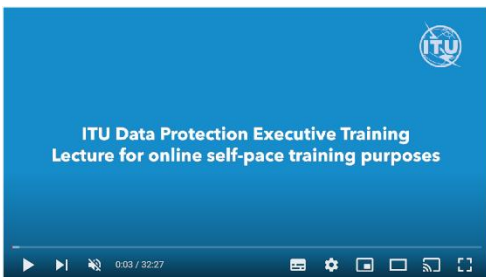 ITU
ITU Data Protection Executive Training
Lecture for online self-pace training purposes
0:03 / 32:27